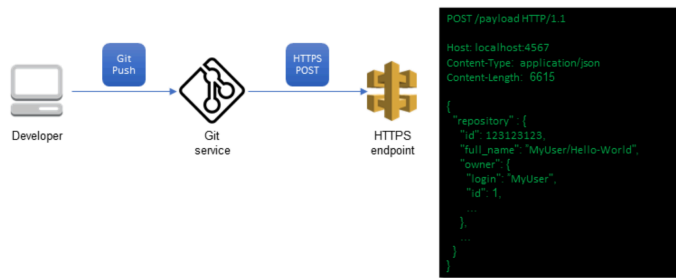 Git
Push
HTTPS
POST
Developer
Git
service
HTTPS
endpoint
POST /payload HTTP/1.1
Host: localhost:4567
Content-Type: application/json
Content-Length: 6615
{
"repository" : {
"id": 123123123,
"full_name": "MyUser/Hello-World",
"owner": {
"login": "MyUser",
"id": 1,
...
},
...
}
}